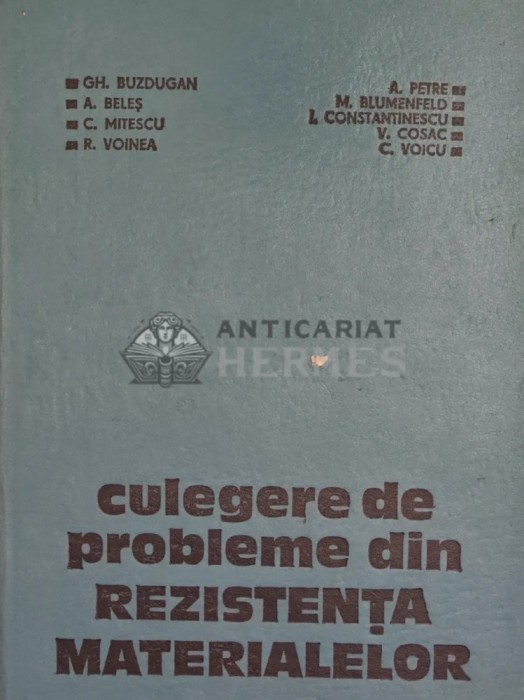 GH. BUZDUGAN
A. BELEȘ
C. MITESCU
R. VOINEA
A. PETRE
M. BLUMENFELD
I. CONSTANTINESCU
V. COSAC
C. VOICU
ANTICARIAT
HERMES
culegere de
probleme din
REZISTENȚA
MATERIALELOR